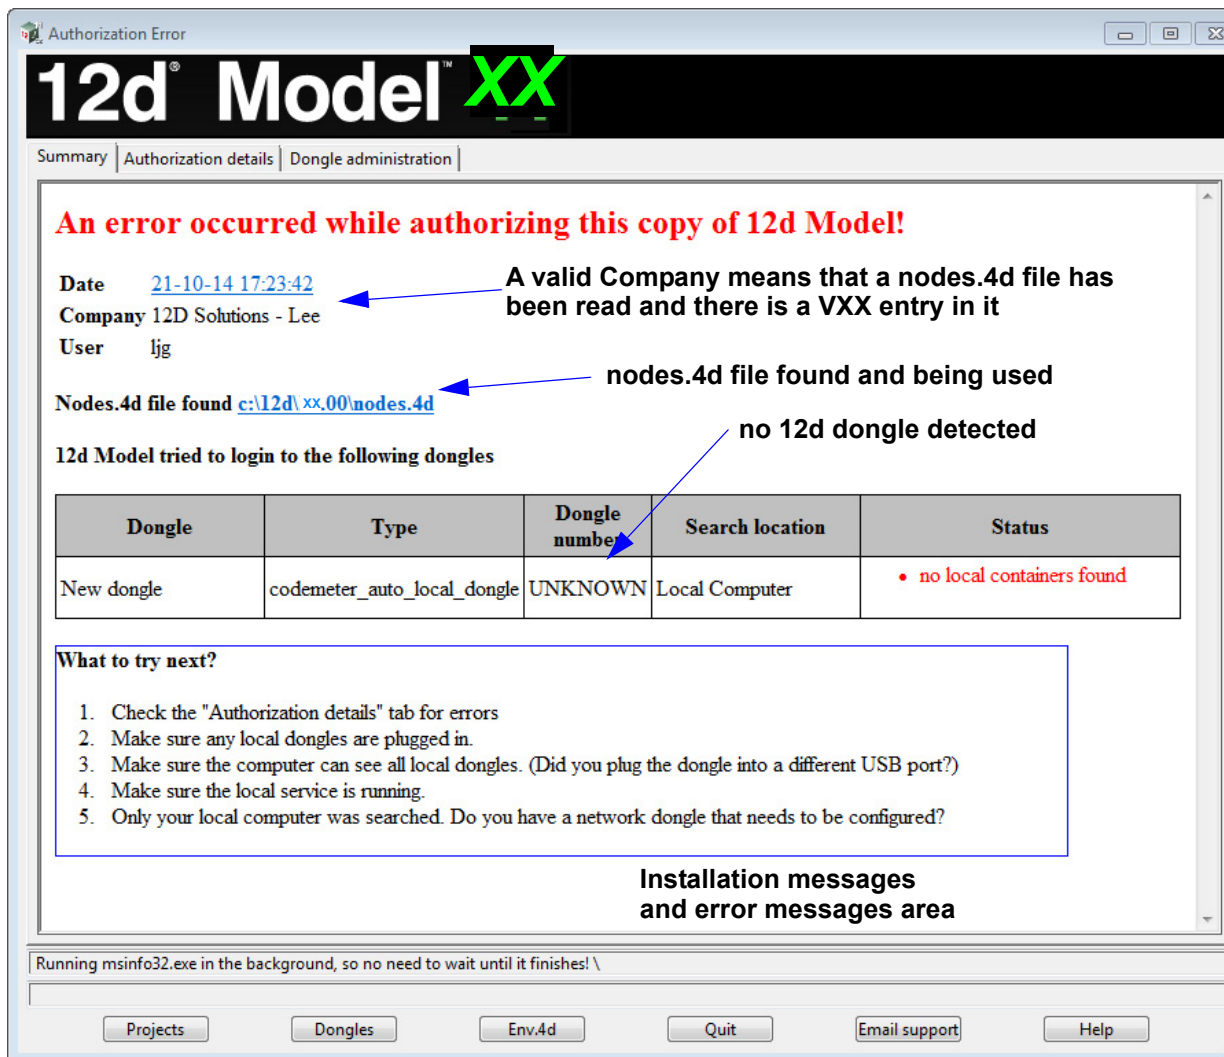 Authorization Error
12d® Model™ XX
Summary Authorization details Dongle administration
An error occurred while authorizing this copy of 12d Model!
Date 21-10-14 17:23:42
Company 12D Solutions - Lee
User ljg
A valid Company means that a nodes.4d file has
been read and there is a VXX entry in it
nodes.4d file found and being used
Nodes.4d file found c:\12d\xx.00\nodes.4d
no 12d dongle detected
12d Model tried to login to the following dongles
Dongle Type Dongle number Search location Status
New dongle codemeter_auto_local_dongle UNKNOWN Local Computer • no local containers found
What to try next?
1. Check the "Authorization details" tab for errors
2. Make sure any local dongles are plugged in.
3. Make sure the computer can see all local dongles. (Did you plug the dongle into a different USB port?)
4. Make sure the local service is running.
5. Only your local computer was searched. Do you have a network dongle that needs to be configured?
Installation messages
and error messages area
Running msinfo32.exe in the background, so no need to wait until it finishes! \
Projects Dongles Env.4d Quit Email support Help